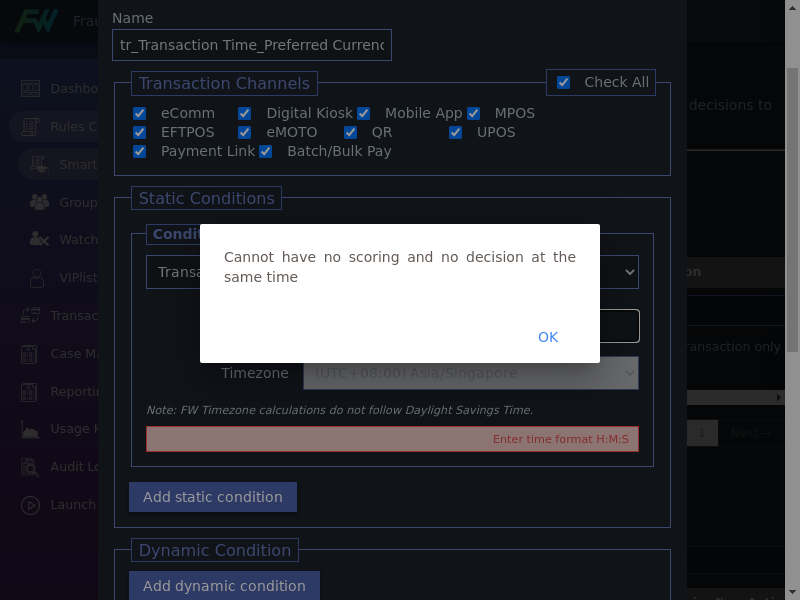 FW Frau
Name
tr_Transaction Time_Preferred Currenc
Transaction Channels
Check All
eComm Digital Kiosk Mobile App MPOS
EFTPOS eMOTO QR UPOS
Payment Link Batch/Bulk Pay
Static Conditions
Condit
Transa
Cannot have no scoring and no decision at the
same time
OK
Timezone (UTC+08:00) Asia/Singapore
Note: FW Timezone calculations do not follow Daylight Savings Time.
Enter time format H:M:S
Add static condition
Dynamic Condition
Add dynamic condition
Dashbo
Rules C
Smart
Group
Watch
VIPlist
Transac
Case Ma
Reportin
Usage H
Audit Lo
Launch
decisions to
on
ransaction only
1 Next →